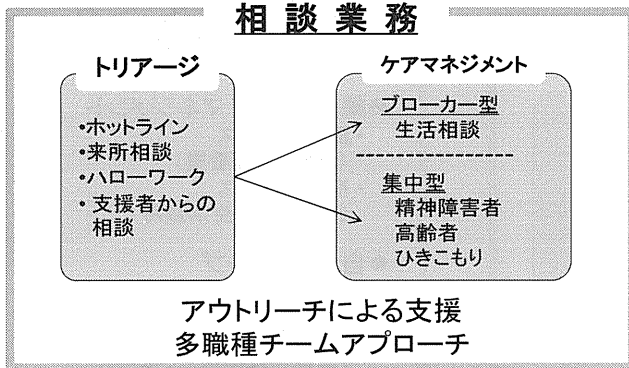 相談業務
トリアージ
・ホットライン
・来所相談
・ハローワーク
・支援者からの
相談
ケアマネジメント
ブローカー型
生活相談
集中型
精神障害者
高齢者
ひきこもり
アウトリーチによる支援
多職種チームアプローチ